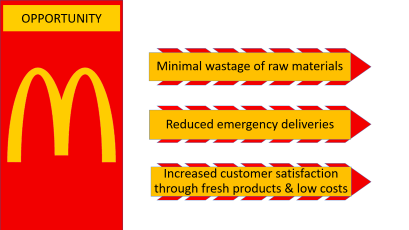 OPPORTUNITY
Minimal wastage of raw materials
Reduced emergency deliveries
Increased customer satisfaction
through fresh products & low costs